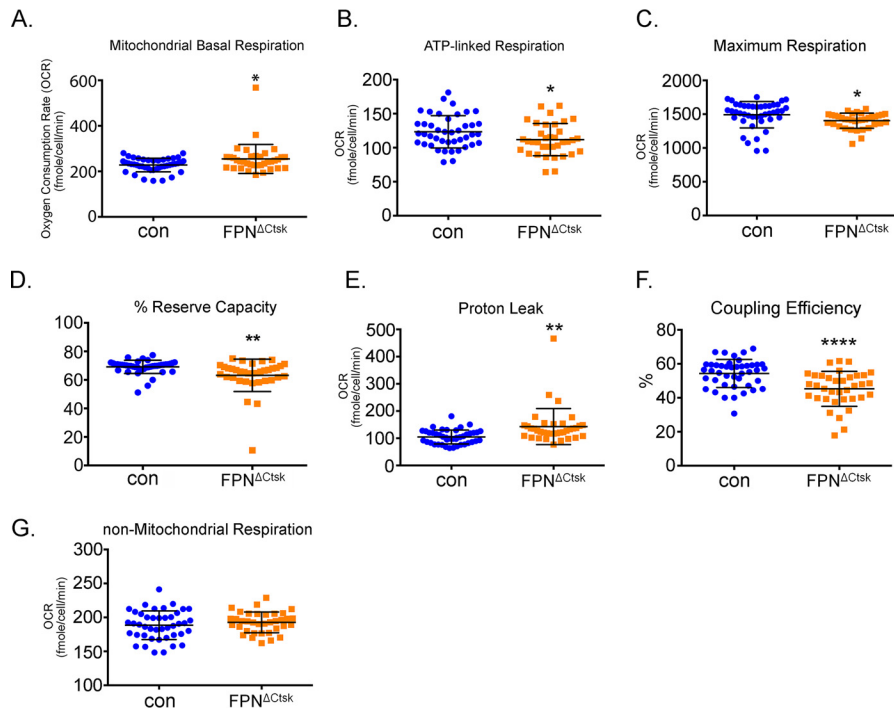 A.
Mitochondrial Basal Respiration
Oxygen Consumption Rate (OCR)
(fmole/cell/min)
600
400
200
0
*
con
FPNΔCtsk
B.
ATP-linked Respiration
OCR
(fmole/cell/min)
200
150
100
50
0
*
con
FPNΔCtsk
C.
Maximum Respiration
OCR
(fmole/cell/min)
2000
1500
1000
500
0
*
con
FPNΔCtsk
D.
% Reserve Capacity
100
80
60
40
20
0
**
con
FPNΔCtsk
E.
Proton Leak
OCR
(fmole/cell/min)
500
400
300
200
100
0
**
con
FPNΔCtsk
F.
Coupling Efficiency
%
80
60
40
20
0
****
con
FPNΔCtsk
G.
non-Mitochondrial Respiration
OCR
(fmole/cell/min)
300
250
200
150
100
con
FPNΔCtsk